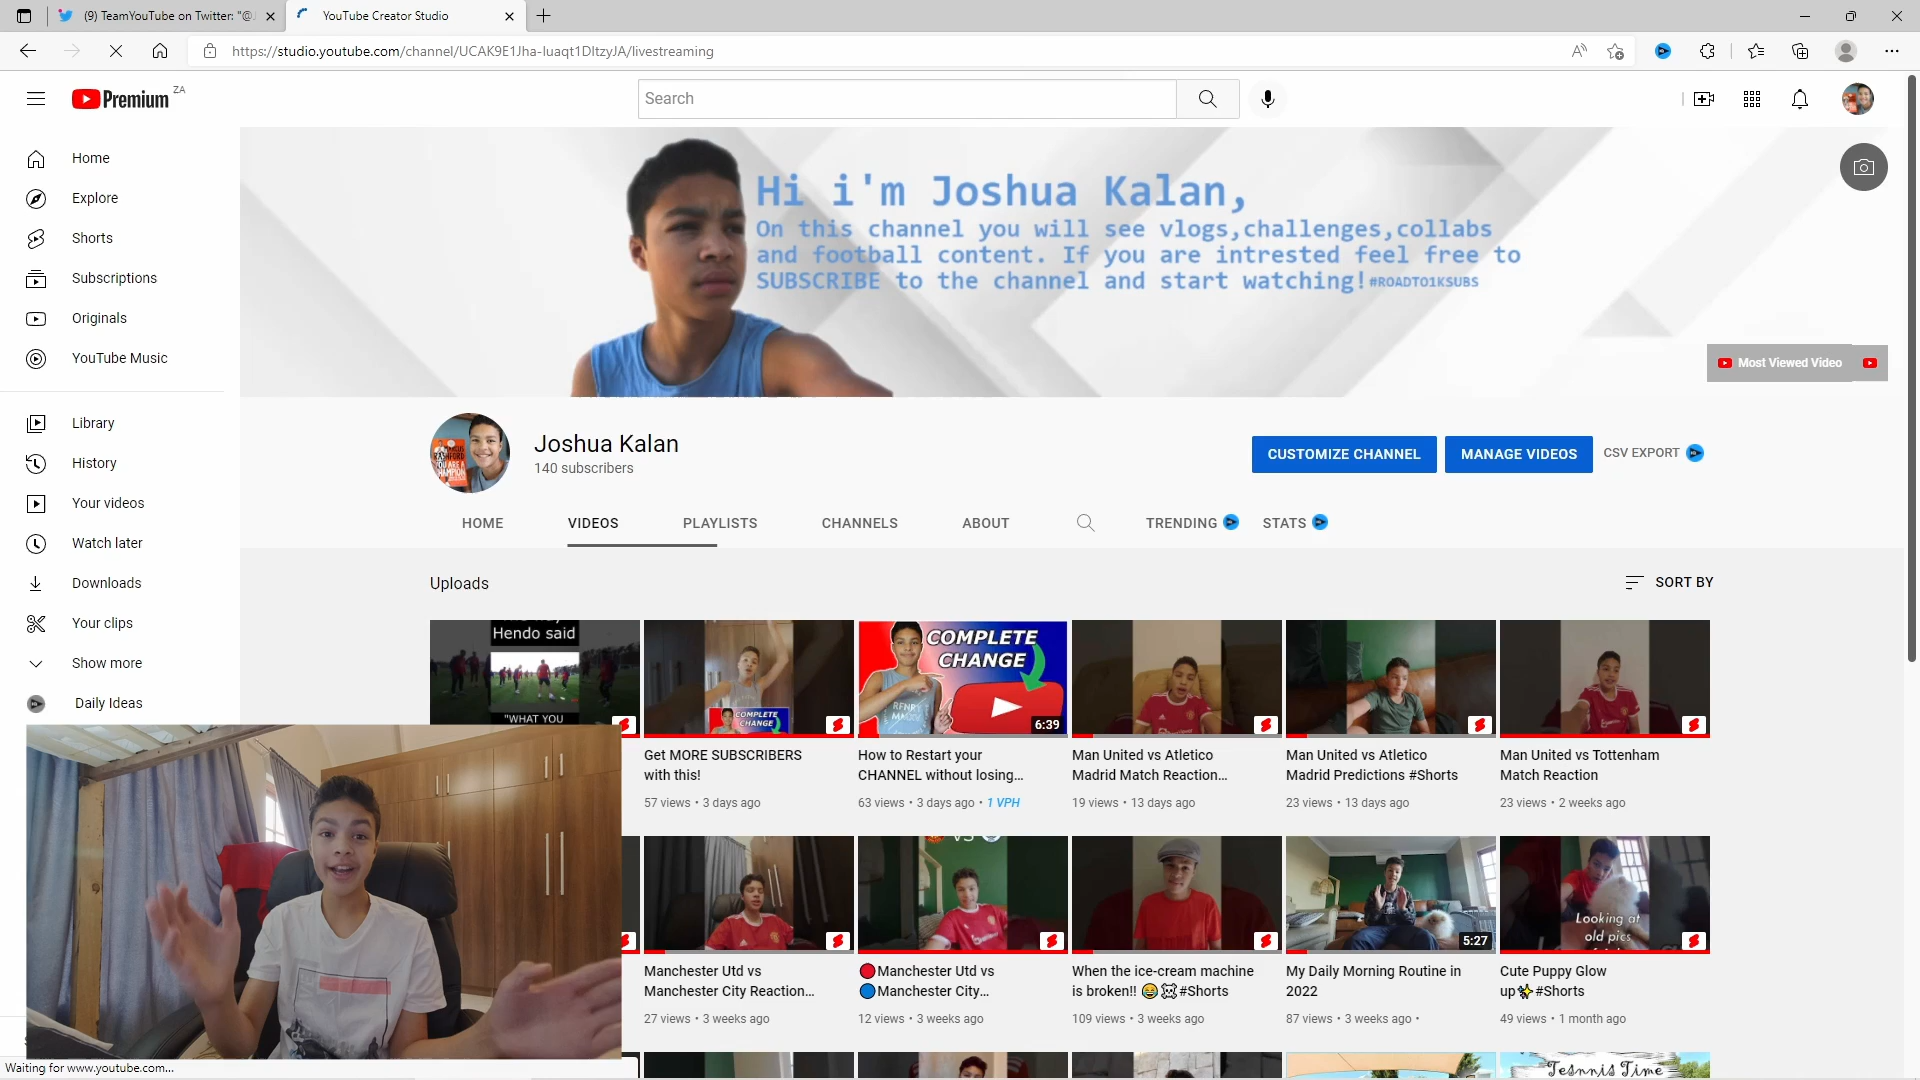 (9) TeamYouTube on Twitter: "@J
YouTube Creator Studio
https://studio.youtube.com/channel/UCAK9E1Jha-Iuaqt1DItzyJA/livestreaming
Premium ZA
Search
Home
Explore
Shorts
Subscriptions
Originals
YouTube Music
Library
History
Your videos
Watch later
Downloads
Your clips
Show more
Daily Ideas
Hi i'm Joshua Kalan,
On this channel you will see vlogs,challenges,collabs
and football content. If you are intrested feel free to
SUBSCRIBE to the channel and start watching!#ROADTO1KSUBS
Most Viewed Video
Joshua Kalan
140 subscribers
CUSTOMIZE CHANNEL
MANAGE VIDEOS
CSV EXPORT
HOME
VIDEOS
PLAYLISTS
CHANNELS
ABOUT
TRENDING
STATS
Uploads
SORT BY
Hendo said
"WHAT YOU
COMPLETE
CHANGE
Get MORE SUBSCRIBERS
with this!
57 views • 3 days ago
COMPLETE
CHANGE
6:39
How to Restart your
CHANNEL without losing...
63 views • 3 days ago • 1 VPH
Man United vs Atletico
Madrid Match Reaction...
19 views • 13 days ago
Man United vs Atletico
Madrid Predictions #Shorts
23 views • 13 days ago
Man United vs Tottenham
Match Reaction
23 views • 2 weeks ago
Manchester Utd vs
Manchester City Reaction...
27 views • 3 weeks ago
VS
🔴Manchester Utd vs
🔵Manchester City...
12 views • 3 weeks ago
When the ice-cream machine
is broken!! 😂☠#Shorts
109 views • 3 weeks ago
5:27
My Daily Morning Routine in
2022
87 views • 3 weeks ago •
Looking at
old pics
Cute Puppy Glow
up✨#Shorts
49 views • 1 month ago
Tesnnis Time
Waiting for www.youtube.com...